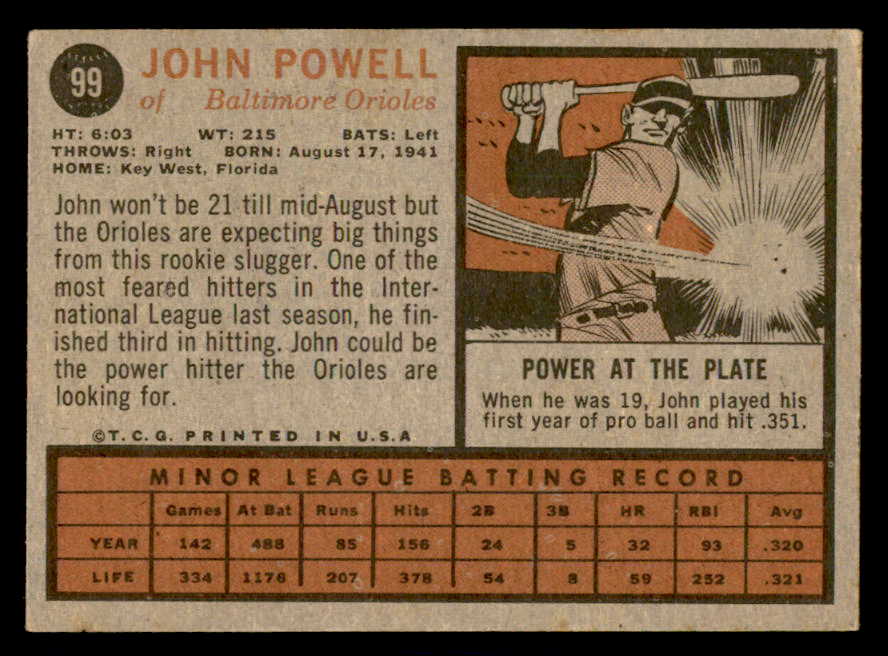 99
JOHN POWELL
of Baltimore Orioles
HT: 6:03 WT: 215 BATS: Left
THROWS: Right BORN: August 17, 1941
HOME: Key West, Florida
John won't be 21 till mid-August but
the Orioles are expecting big things
from this rookie slugger. One of the
most feared hitters in the Inter-
national League last season, he fin-
ished third in hitting. John could be
the power hitter the Orioles are
looking for.
©T.C.G. PRINTED IN U.S.A
POWER AT THE PLATE
When he was 19, John played his
first year of pro ball and hit .351.
MINOR LEAGUE BATTING RECORD
Games At Bat Runs Hits 2B 3B HR RBI Avg
YEAR 142 488 85 156 24 5 32 93 .320
LIFE 334 1176 207 378 54 8 59 252 .321